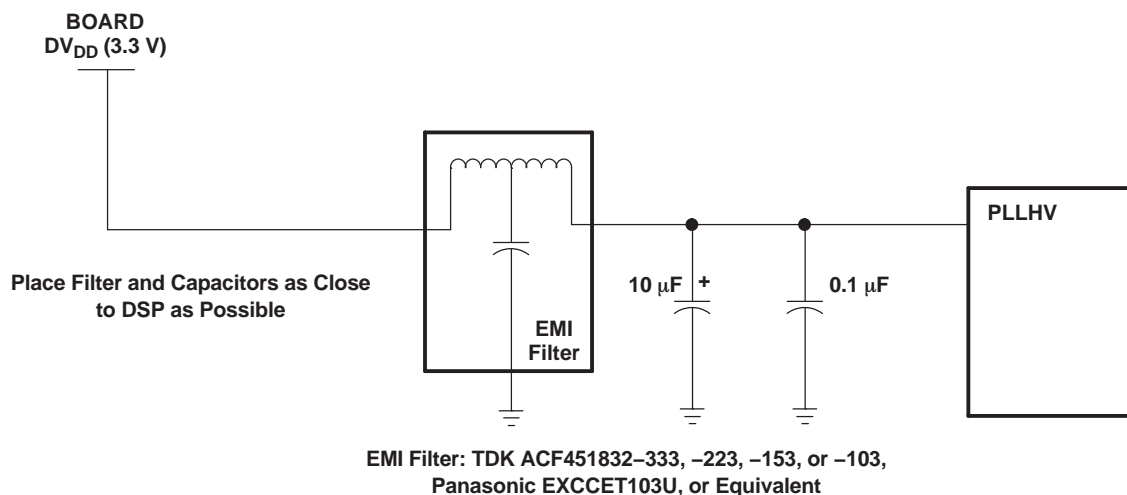 BOARD
DVDD (3.3 V)
PLLHV
Place Filter and Capacitors as Close
to DSP as Possible
10 μF
+
0.1 μF
EMI
Filter
EMI Filter: TDK ACF451832–333, –223, –153, or –103,
Panasonic EXCCET103U, or Equivalent